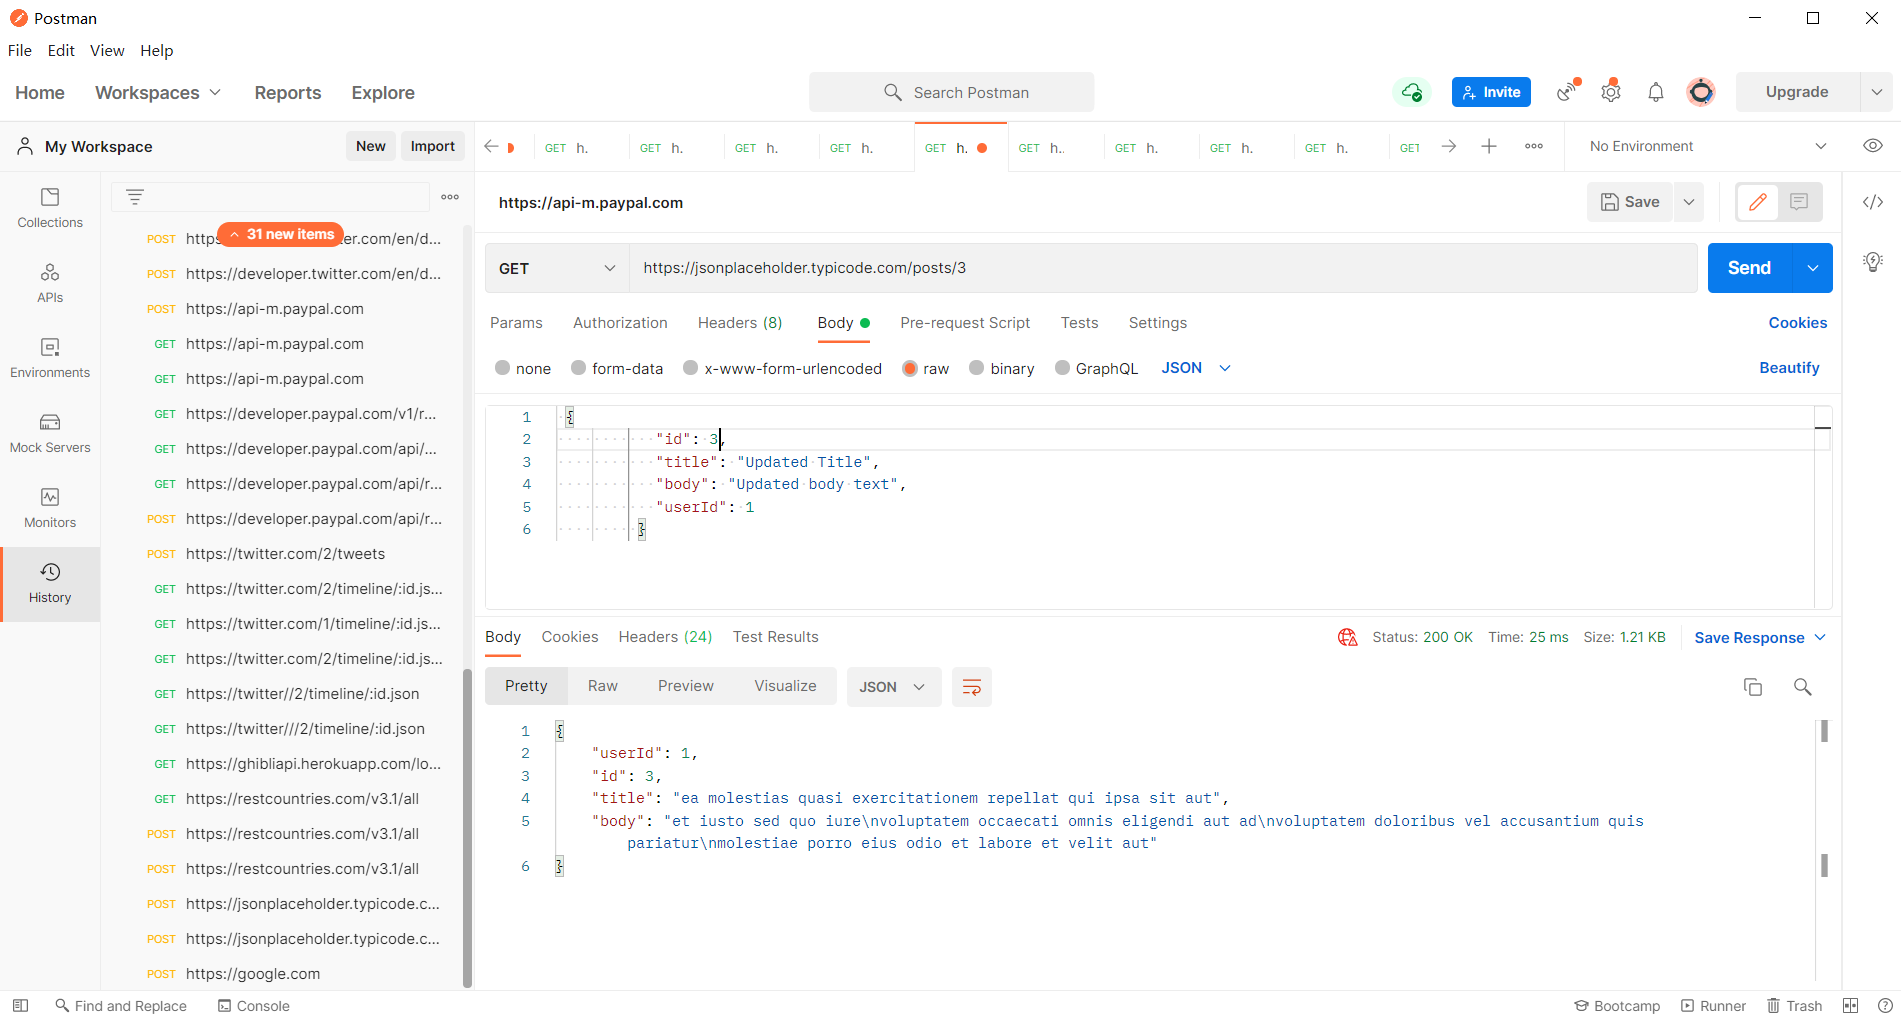 Postman
File Edit View Help
Home Workspaces Reports Explore Search Postman Invite Upgrade
My Workspace New Import GET h. GET h. GET h. GET h. GET h. GET h.. GET h. GET h. GET h. GET No Environment
Collections
APIs
Environments
Mock Servers
Monitors
History
31 new items
POST
POST https://developer.twitter.com/en/d...
POST https://api-m.paypal.com
GET https://api-m.paypal.com
GET https://api-m.paypal.com
GET https://developer.paypal.com/v1/r...
GET https://developer.paypal.com/api/...
GET https://developer.paypal.com/api/r...
POST https://developer.paypal.com/api/r...
POST https://twitter.com/2/tweets
GET https://twitter.com/2/timeline/:id.js...
GET https://twitter.com/1/timeline/:id.js...
GET https://twitter.com/2/timeline/:id.js...
GET https://twitter//2/timeline/:id.json
GET https://twitter///2/timeline/:id.json
GET https://ghibliapi.herokuapp.com/lo...
GET https://restcountries.com/v3.1/all
POST https://restcountries.com/v3.1/all
POST https://restcountries.com/v3.1/all
POST https://jsonplaceholder.typicode.c...
POST https://jsonplaceholder.typicode.c...
POST https://google.com
https://api-m.paypal.com Save
GET https://jsonplaceholder.typicode.com/posts/3 Send
Params Authorization Headers (8) Body Pre-request Script Tests Settings Cookies
none form-data x-www-form-urlencoded raw binary GraphQL JSON Beautify
1 {
2 "id": 3,
3 "title": "Updated Title",
4 "body": "Updated body text",
5 "userId": 1
6 }
Body Cookies Headers (24) Test Results Status: 200 OK Time: 25 ms Size: 1.21 KB Save Response
Pretty Raw Preview Visualize JSON
1 {
2 "userId": 1,
3 "id": 3,
4 "title": "ea molestias quasi exercitationem repellat qui ipsa sit aut",
5 "body": "et iusto sed quo iure\nvoluptatem occaecati omnis eligendi aut ad\nvoluptatem doloribus vel accusantium quis
pariatur\nmolestiae porro eius odio et labore et velit aut"
6 }
Find and Replace Console Bootcamp Runner Trash